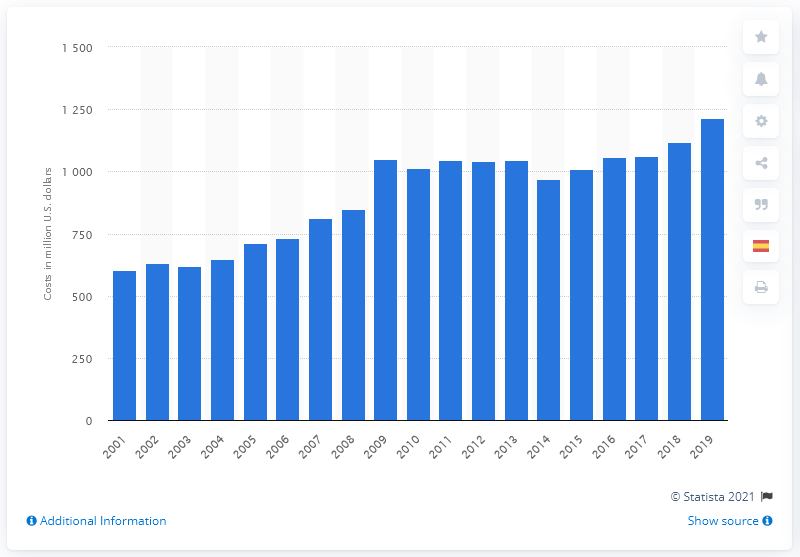 1 500
1 250
1 000
750
500
250
0
Costs in million U.S. dollars
2001 2002 2003 2004 2005 2006 2007 2008 2009 2010 2011 2012 2013 2014 2015 2016 2017 2018 2019
© Statista 2021
Additional Information
Show source